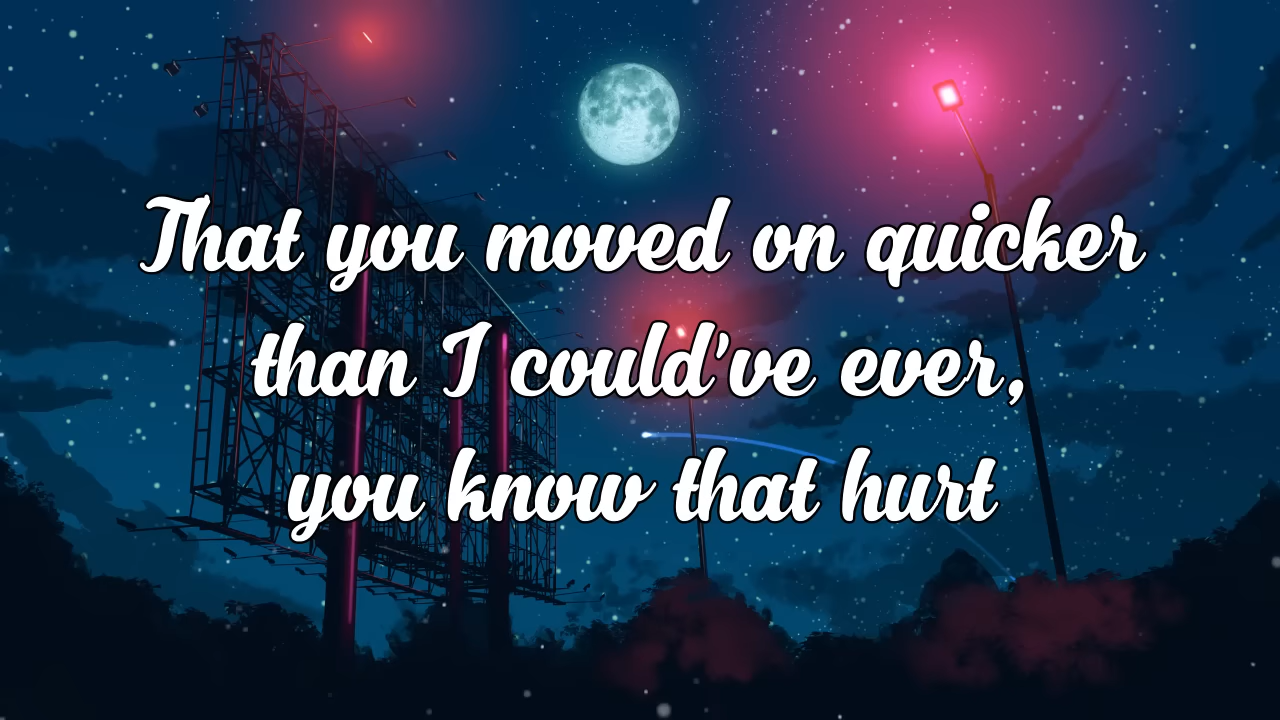 That you moved on quicker
than I could've ever,
you know that hurt